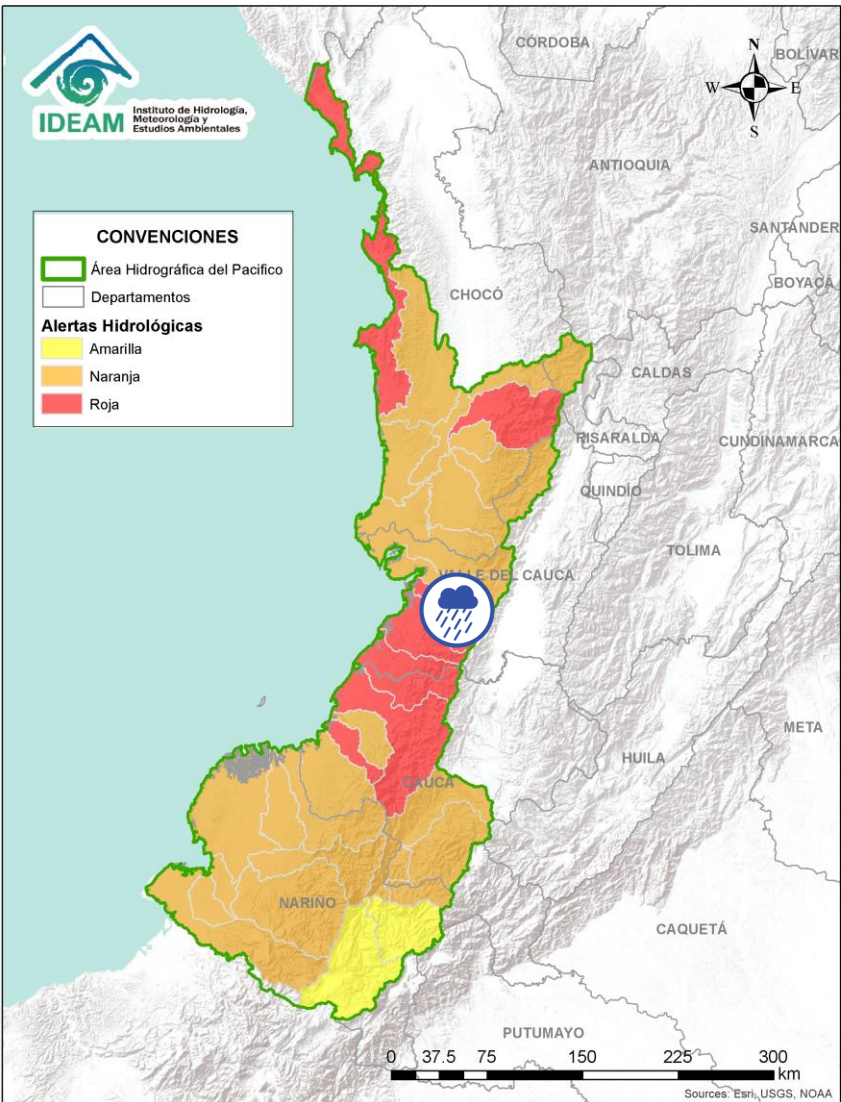 IDEAM
Instituto de Hidrología,
Meteorología y
Estudios Ambientales
CONVENCIONES
Área Hidrográfica del Pacifico
Departamentos
Alertas Hidrológicas
Amarilla
Naranja
Roja
N
W
E
S
CÓRDOBA
BOLÍVAR
ANTIOQUIA
SANTANDER
BOYACÁ
CHOCÓ
CALDAS
RISARALDA
CUNDINAMARCA
QUINDÍO
TOLIMA
VALLE DEL CAUCA
META
HUILA
CAUCA
NARIÑO
CAQUETÁ
PUTUMAYO
0 37.5 75 150 225 300
km
Sources: Esri, USGS, NOAA